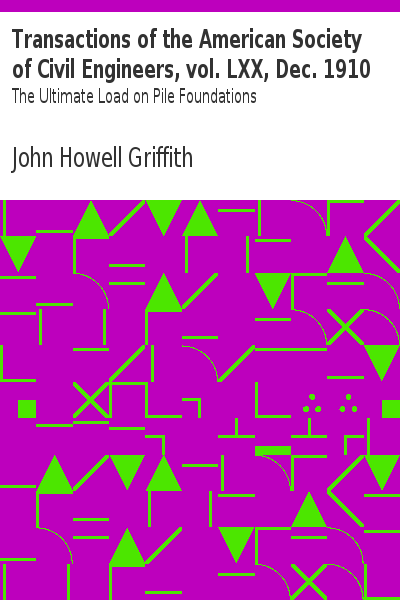 Transactions of the American Society
of Civil Engineers, vol. LXX, Dec. 1910
The Ultimate Load on Pile Foundations
John Howell Griffith